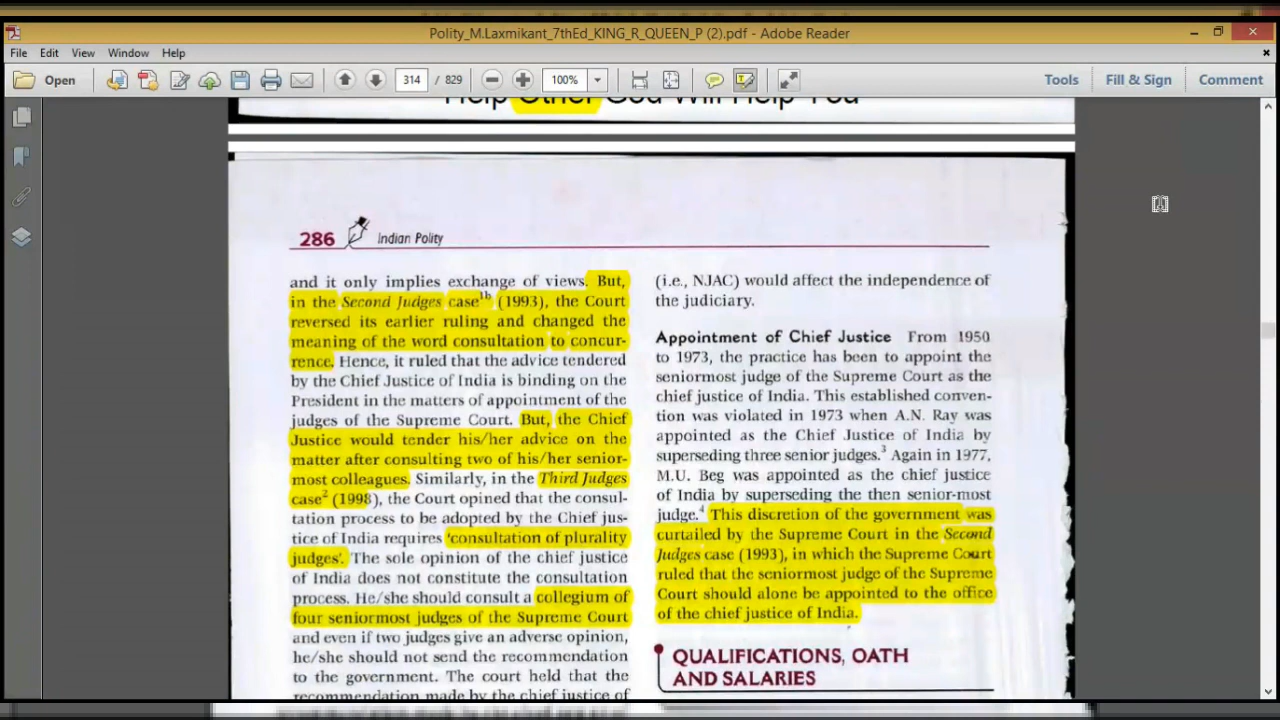 Polity_M.Laxmikant_7thEd_KING_R_QUEEN_P (2).pdf - Adobe Reader
File Edit View Window Help
Open 314 / 829 100% Tools Fill & Sign Comment
Help Other God Will Help You
286 Indian Polity
and it only implies exchange of views. But,
in the Second Judges case1b (1993), the Court
reversed its earlier ruling and changed the
meaning of the word consultation to concur-
rence. Hence, it ruled that the advice tendered
by the Chief Justice of India is binding on the
President in the matters of appointment of the
judges of the Supreme Court. But, the Chief
Justice would tender his/her advice on the
matter after consulting two of his/her senior-
most colleagues. Similarly, in the Third Judges
case2 (1998), the Court opined that the consul-
tation process to be adopted by the Chief jus-
tice of India requires 'consultation of plurality
judges'. The sole opinion of the chief justice
of India does not constitute the consultation
process. He/she should consult a collegium of
four seniormost judges of the Supreme Court
and even if two judges give an adverse opinion,
he/she should not send the recommendation
to the government. The court held that the
recommendation made by the chief justice of
(i.e., NJAC) would affect the independence of
the judiciary.
Appointment of Chief Justice From 1950
to 1973, the practice has been to appoint the
seniormost judge of the Supreme Court as the
chief justice of India. This established conven-
tion was violated in 1973 when A.N. Ray was
appointed as the Chief Justice of India by
superseding three senior judges.3 Again in 1977,
M.U. Beg was appointed as the chief justice
of India by superseding the then senior-most
judge.4 This discretion of the government was
curtailed by the Supreme Court in the Second
Judges case (1993), in which the Supreme Court
ruled that the seniormost judge of the Supreme
Court should alone be appointed to the office
of the chief justice of India.
QUALIFICATIONS, OATH
AND SALARIES